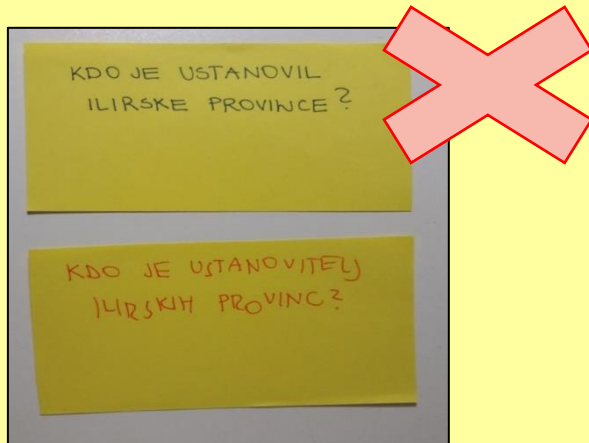 KDO JE USTANOVIL
ILIRSKE PROVINCE?
KDO JE USTANOVITELJ
ILIRSKIH PROVINC?